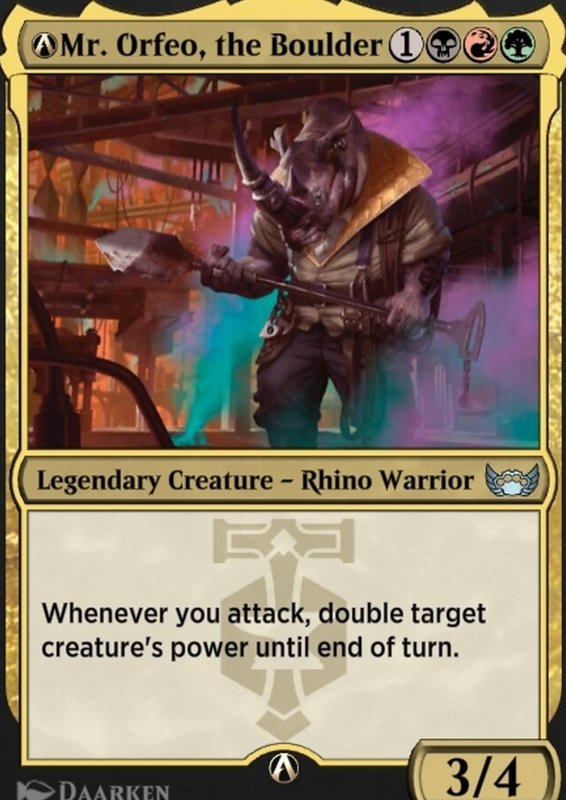 Mr. Orfeo, the Boulder 1
Legendary Creature – Rhino Warrior
Whenever you attack, double target
creature's power until end of turn.
3/4
DAARKEN